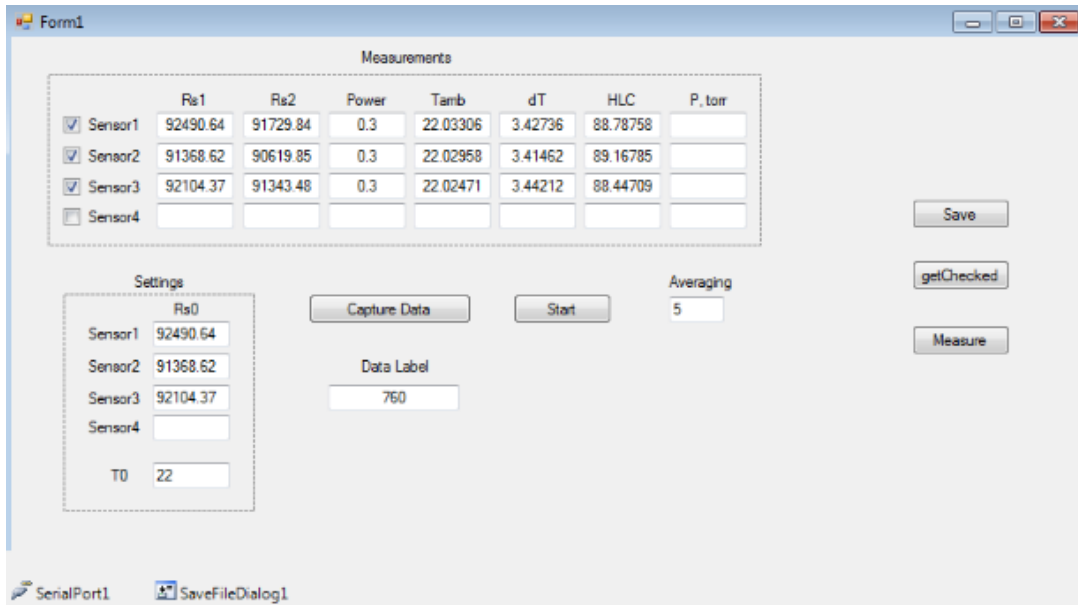 Form1
Measurements
Rs1 Rs2 Power Tamb dT HLC P, torr
Sensor1 92490.64 91729.84 0.3 22.03306 3.42736 88.78758
Sensor2 91368.62 90619.85 0.3 22.02958 3.41462 89.16785
Sensor3 92104.37 91343.48 0.3 22.02471 3.44212 88.44709
Sensor4
Save
Settings
getChecked
Averaging
Rs0
Capture Data Start 5
Sensor1 92490.64
Measure
Sensor2 91368.62 Data Label
Sensor3 92104.37 760
Sensor4
T0 22
SerialPort1 SaveFileDialog1